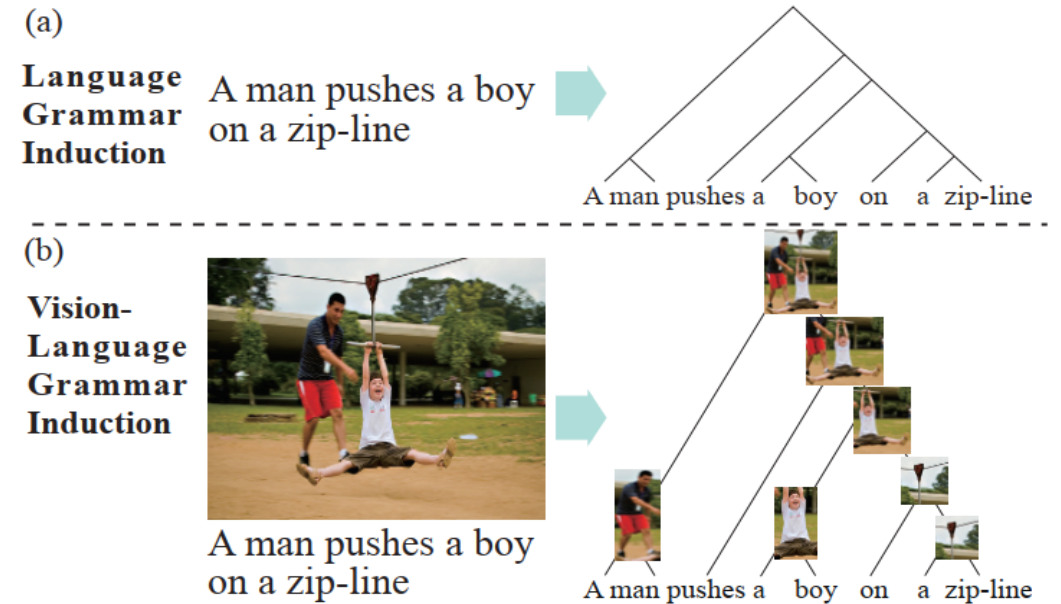 (a)
Language
Grammar
Induction
A man pushes a boy
on a zip-line
A man pushes a boy on a zip-line
(b)
Vision-
Language
Grammar
Induction
A man pushes a boy
on a zip-line
A man pushes a boy on a zip-line